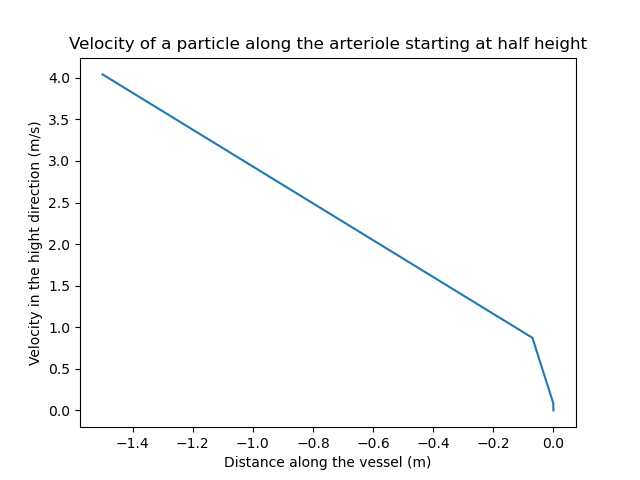 Velocity of a particle along the arteriole starting at half height
4.0
3.5
3.0
2.5
2.0
1.5
1.0
0.5
0.0
Velocity in the hight direction (m/s)
−1.4 −1.2 −1.0 −0.8 −0.6 −0.4 −0.2 0.0
Distance along the vessel (m)